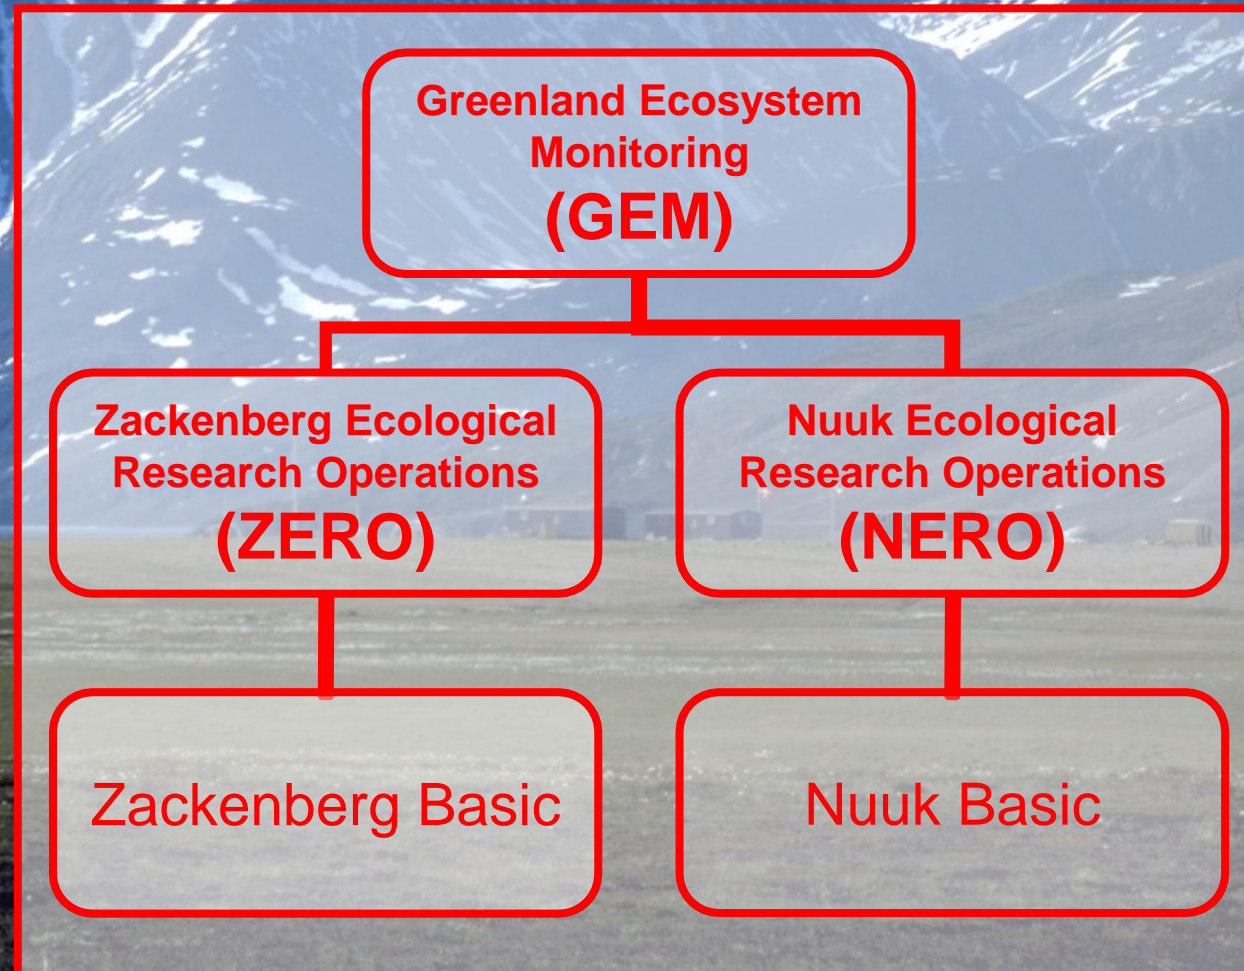 Greenland Ecosystem
Monitoring
(GEM)
Zackenberg Ecological
Research Operations
(ZERO)
Nuuk Ecological
Research Operations
(NERO)
Zackenberg Basic
Nuuk Basic